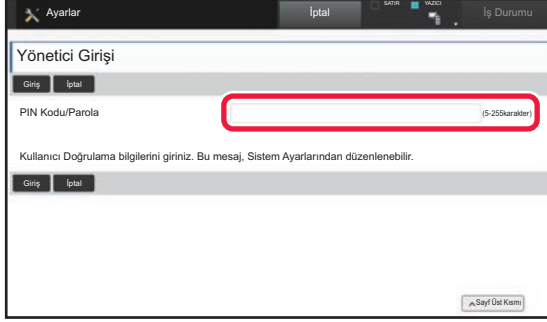 Ayarlar İptal SATIR YAZICI İş Durumu
Yönetici Girişi
Giriş İptal
PIN Kodu/Parola (5-255karakter)
Kullanıcı Doğrulama bilgilerini giriniz. Bu mesaj, Sistem Ayarlarından düzenlenebilir.
Giriş İptal
Sayf Üst Kısmı